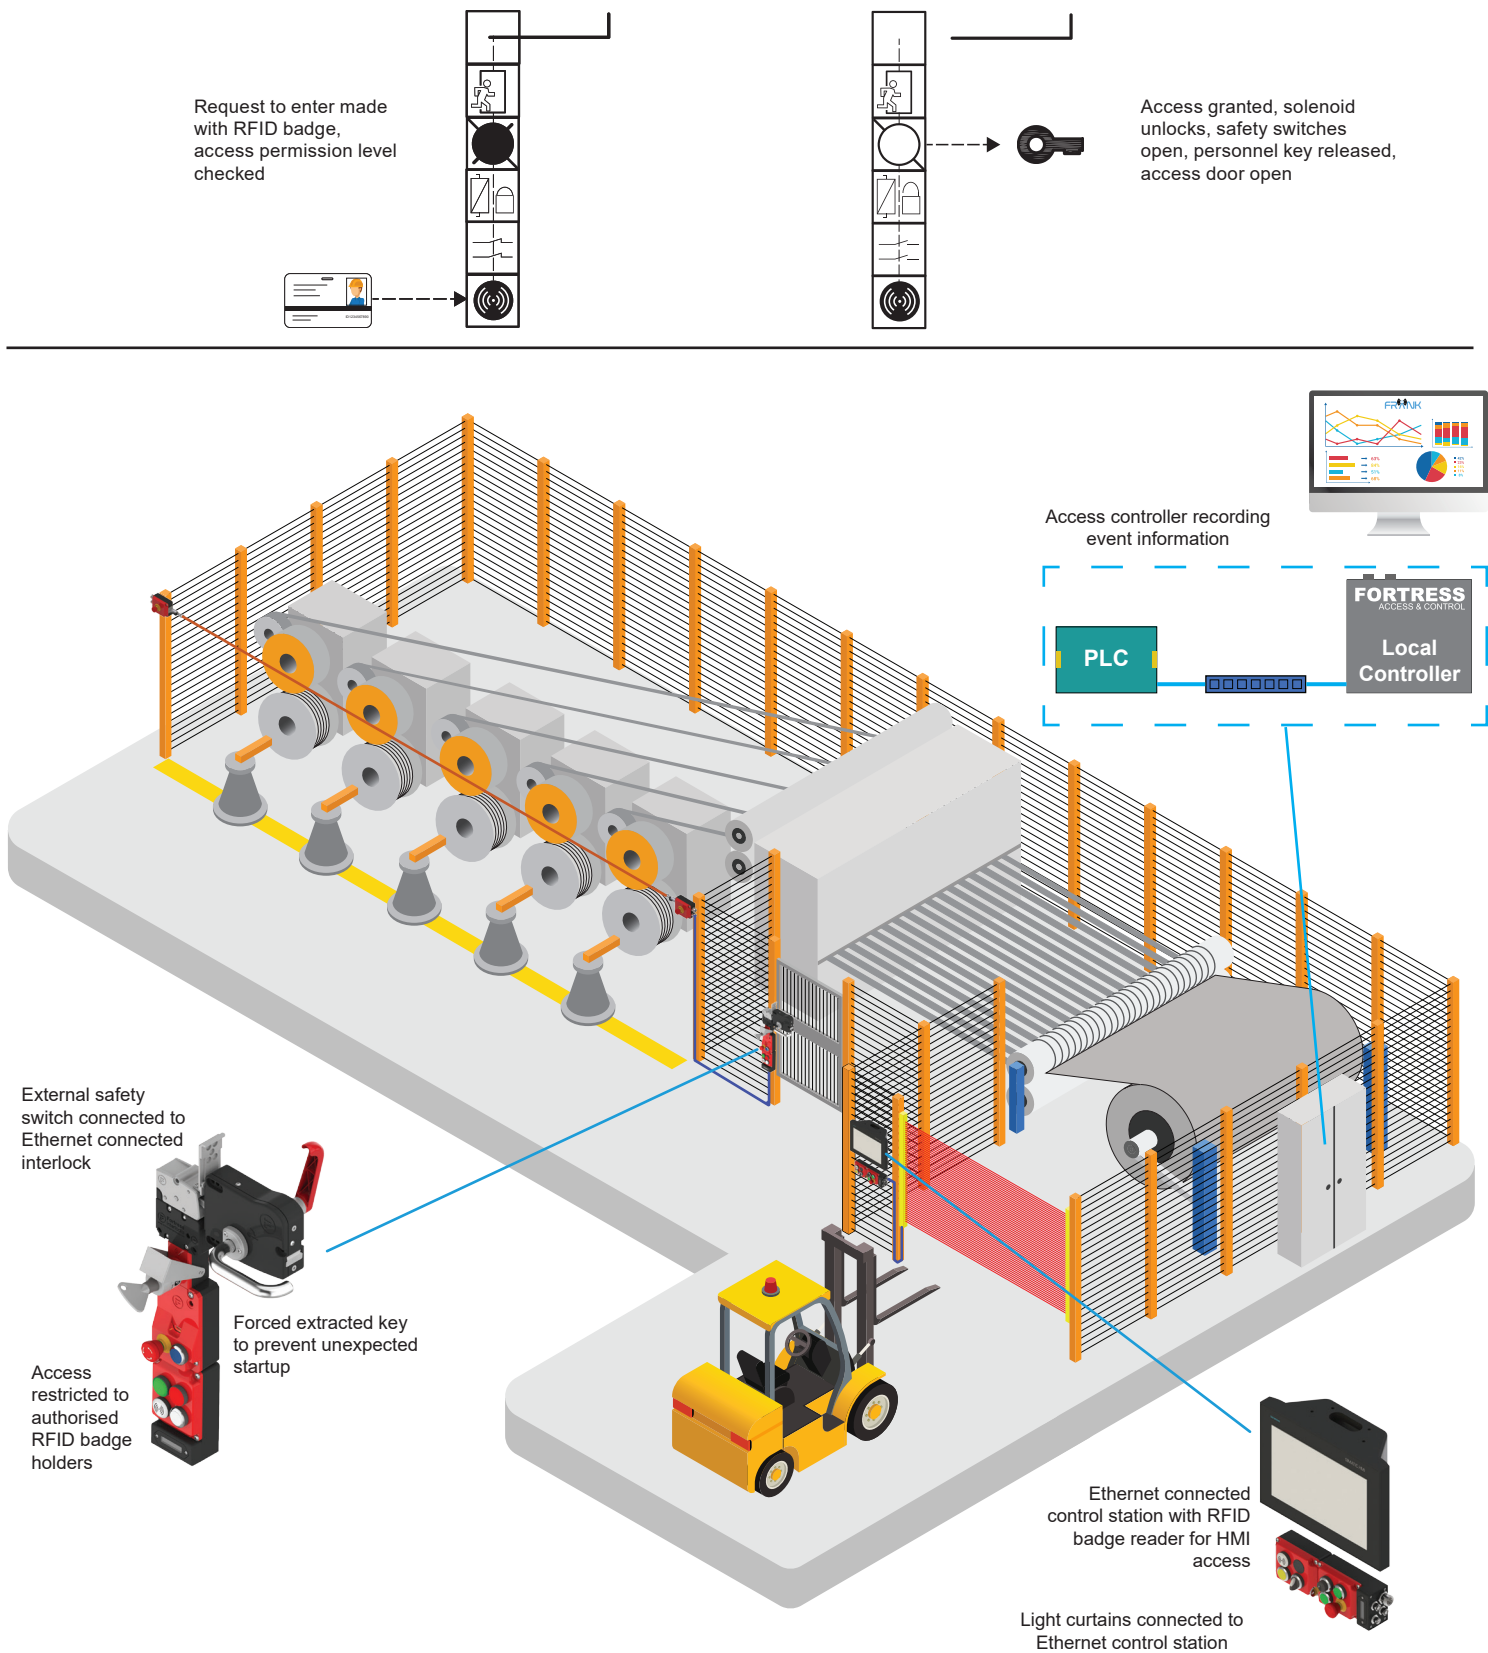 Request to enter made
with RFID badge,
access permission level
checked
Access granted, solenoid
unlocks, safety switches
open, personnel key released,
access door open
FRANK
Access controller recording
event information
FORTRESS
ACCESS & CONTROL
PLC
Local
Controller
External safety
switch connected to
Ethernet connected
interlock
Forced extracted key
to prevent unexpected
startup
Access
restricted to
authorised
RFID badge
holders
Ethernet connected
control station with RFID
badge reader for HMI
access
Light curtains connected to
Ethernet control station